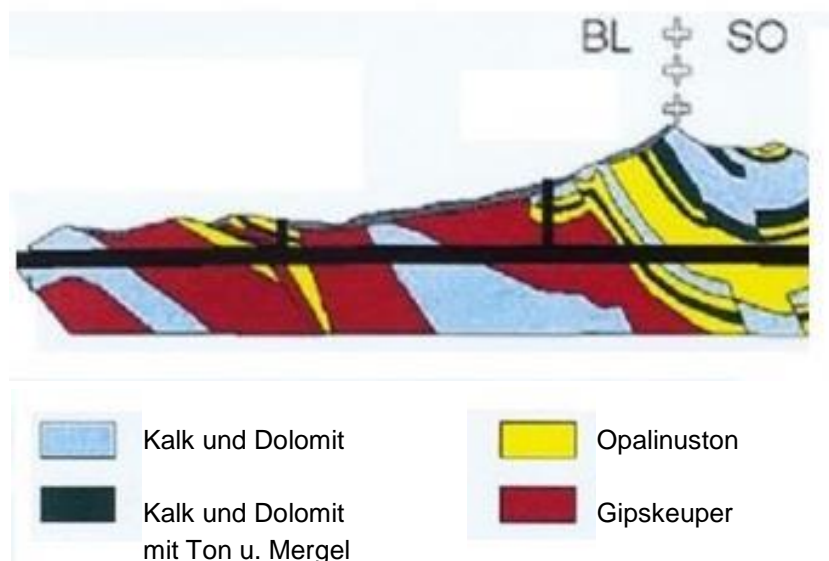 BL SO
Kalk und Dolomit
Opalinuston
Kalk und Dolomit
mit Ton u. Mergel
Gipskeuper